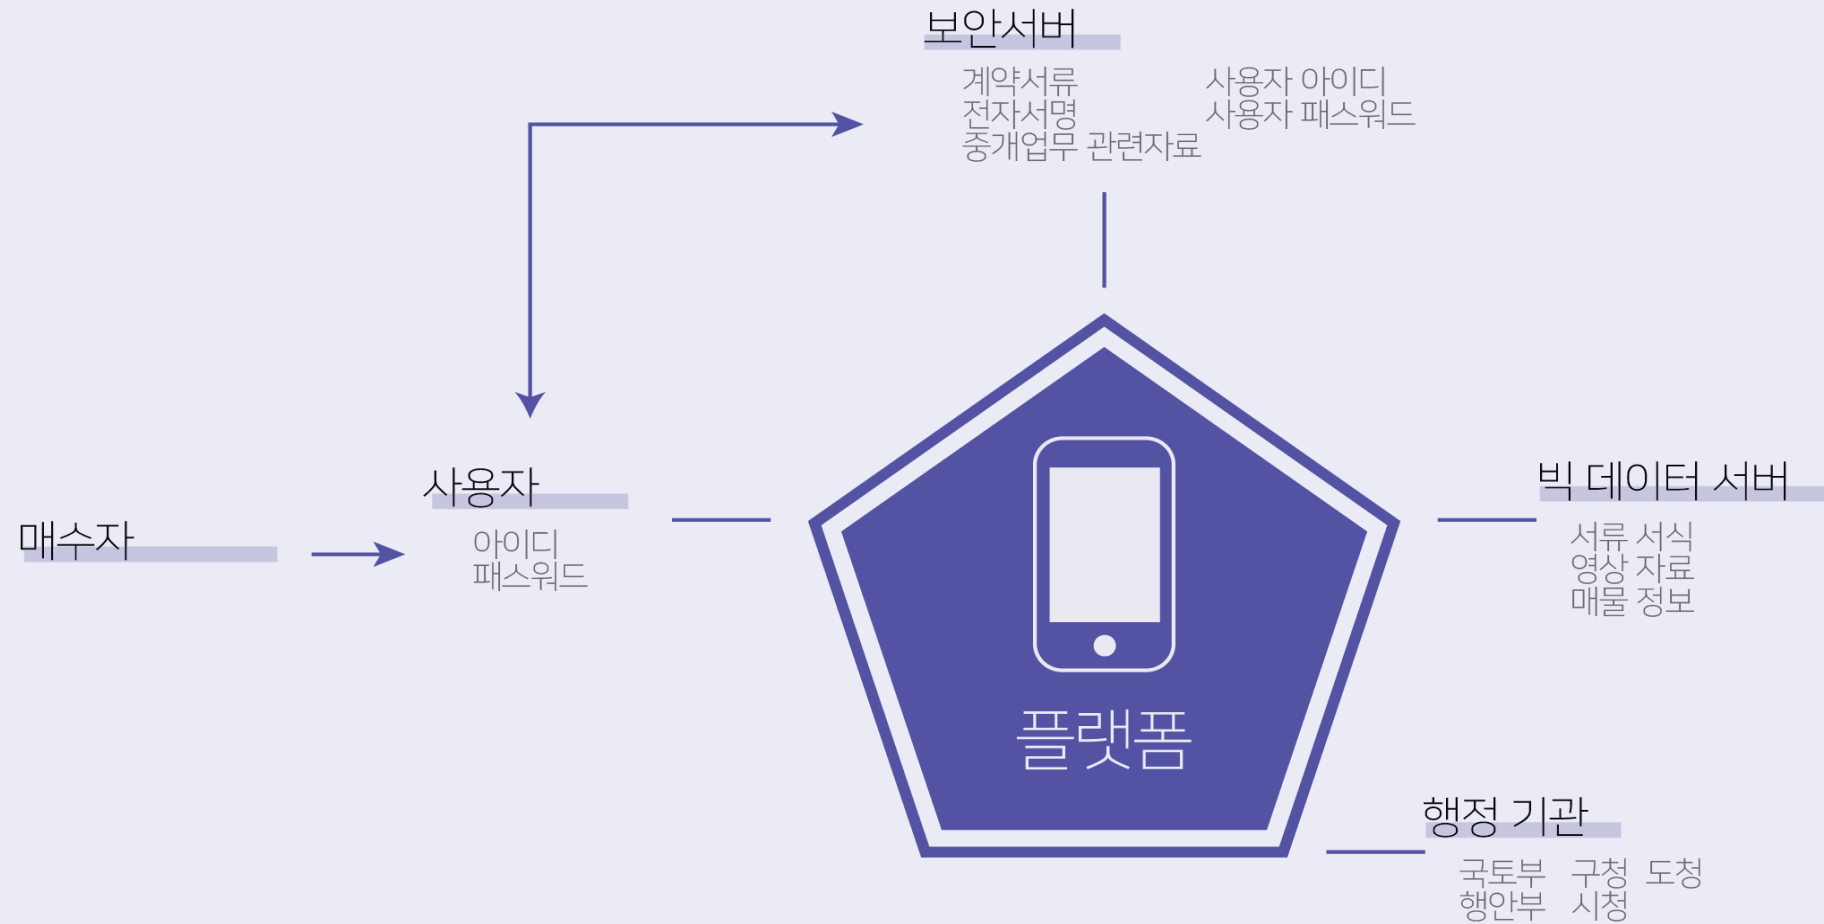 보안서버
계약서류
전자서명
중개업무 관련자료
사용자 아이디
사용자 패스워드
매수자
사용자
아이디
패스워드
플랫폼
빅 데이터 서버
서류 서식
영상 자료
매물 정보
행정 기관
국토부 구청 도청
행안부 시청